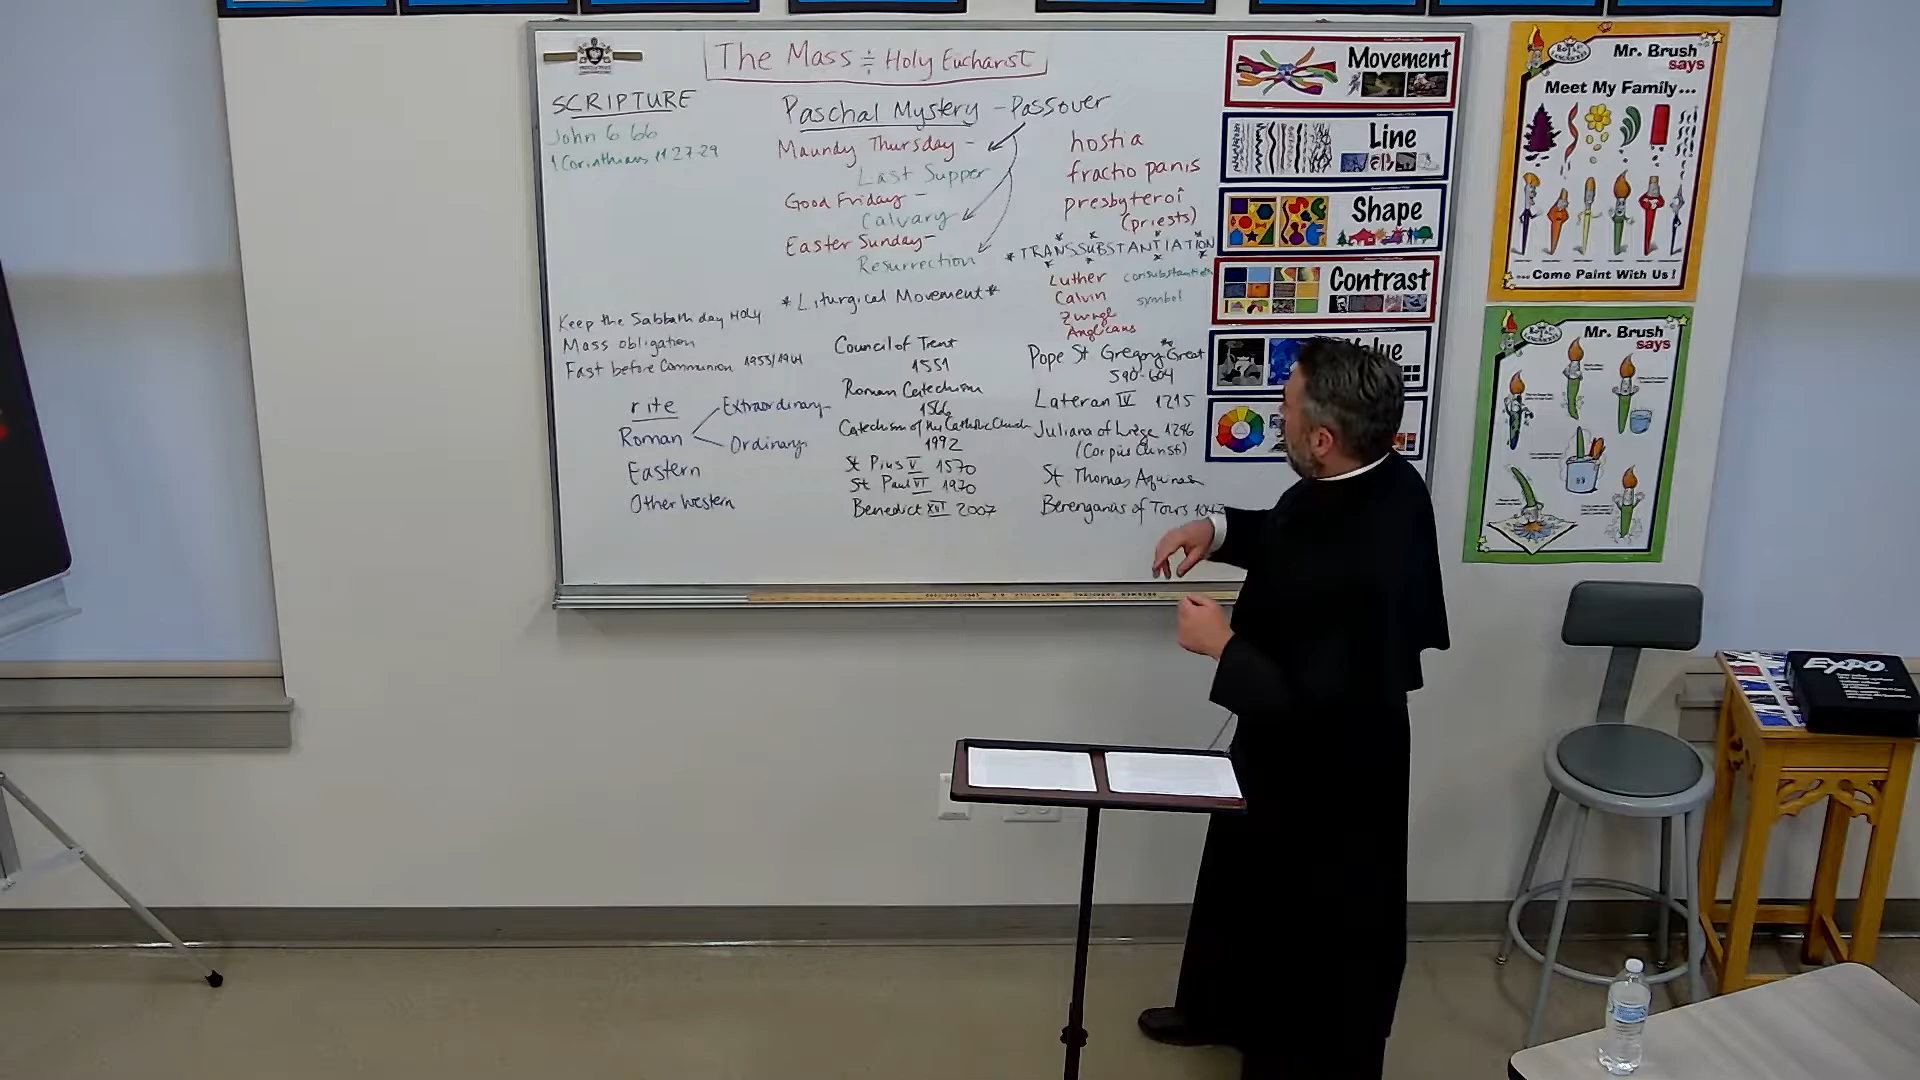 The Mass ÷ Holy Eucharist
SCRIPTURE
John 6 66
1 Corinthians 11 27-29
Paschal Mystery - Passover
Maundy Thursday -
Last Supper
Good Friday -
Calvary
Easter Sunday -
Resurrection
* Liturgical Movement *
hostia
fractio panis
presbyteroi
(priests)
* TRANSSUBSTANTIATION
Luther consubstantiation
Calvin symbol
Zwingli
Anglicans
Keep the Sabbath day HOLY
Mass obligation
Fast before Communion 1953/1964
rite
Roman
Extraordinary
Ordinary
Eastern
Other Western
Council of Trent
1551
Roman Catechism
1566
Catechism of the Catholic Church
1992
St Pius V 1570
St Paul VI 1970
Benedict XVI 2007
Pope St Gregory Great
590-604
Lateran IV 1215
Juliana of Liège 1246
(Corpus Christi)
St. Thomas Aquinas
Berengarius of Tours
Movement
Line
Shape
Contrast
Value
Mr. Brush
says
Meet My Family...
...Come Paint With Us!
Mr. Brush
says
EXPO